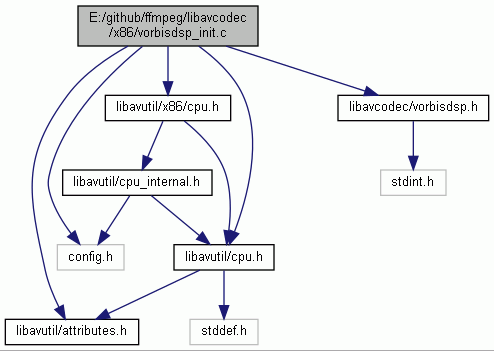 E:/github/ffmpeg/libavcodec
/x86/vorbisdsp_init.c
libavutil/x86/cpu.h
libavcodec/vorbisdsp.h
libavutil/cpu_internal.h
stdint.h
config.h
libavutil/cpu.h
libavutil/attributes.h
stddef.h